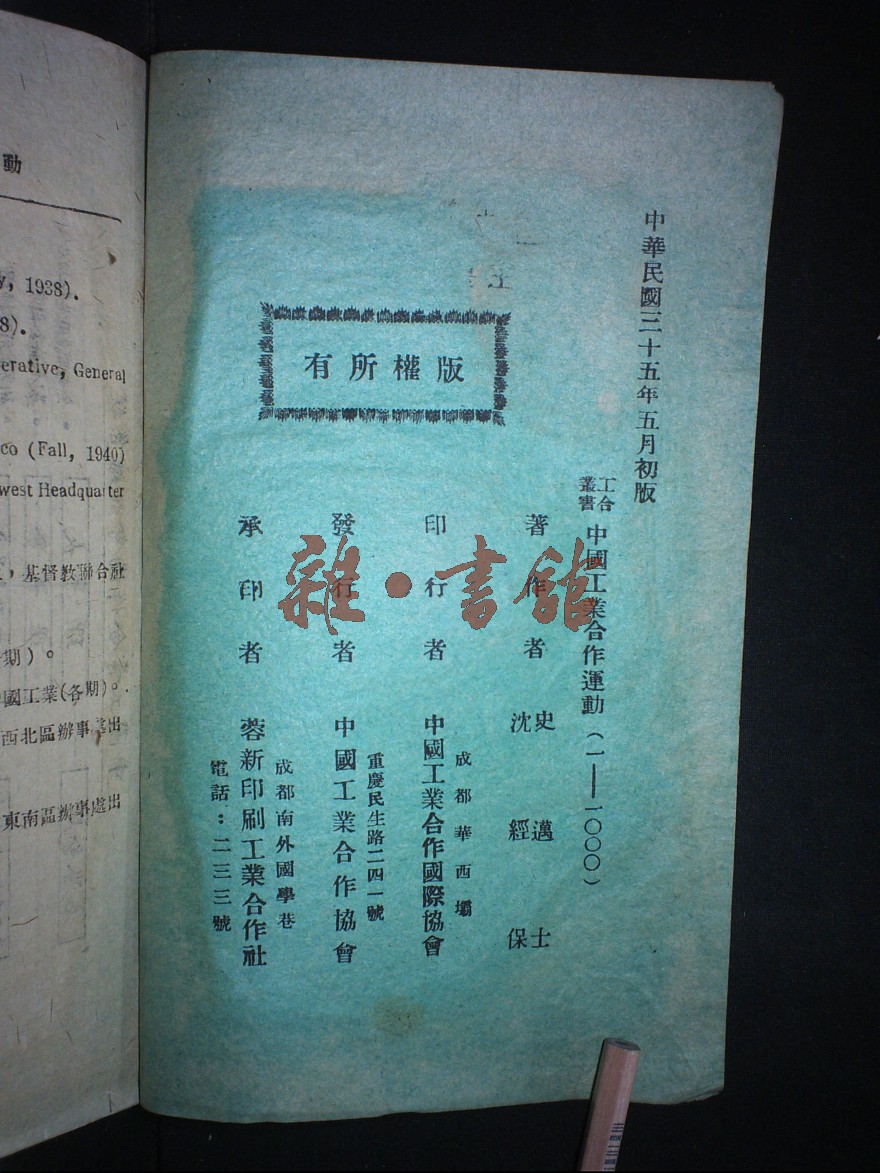 中華民國三十五年五月初版
工合叢書 中國工業合作運動（一——一〇〇〇）
著作者 史邁士
沈經保
印行者 成都華西壩
中國工業合作國際協會
發行者 重慶民生路二四一號
中國工業合作協會
承印者 成都南外國學巷
蓉新印刷工業合作社
電話：二三三號
有所權版
雜·書館
動
, 1938).
8).
erative, General
co (Fall, 1940)
west Headquarter
，基督教聯合社
期）。
國工業(各期)。
西北區辦事處出
東南區辦事處出